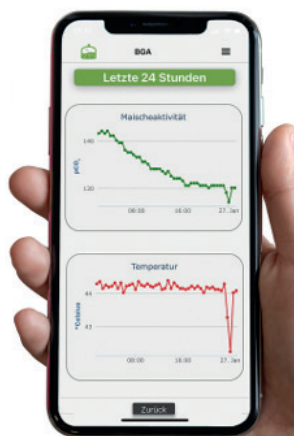 BGA
Letzte 24 Stunden
Maischeaktivität
140
pCO₂
120
08:00 16:00 27. Jan
Temperatur
44
°Celsius
43
08:00 16:00 27. Jan
Zurück